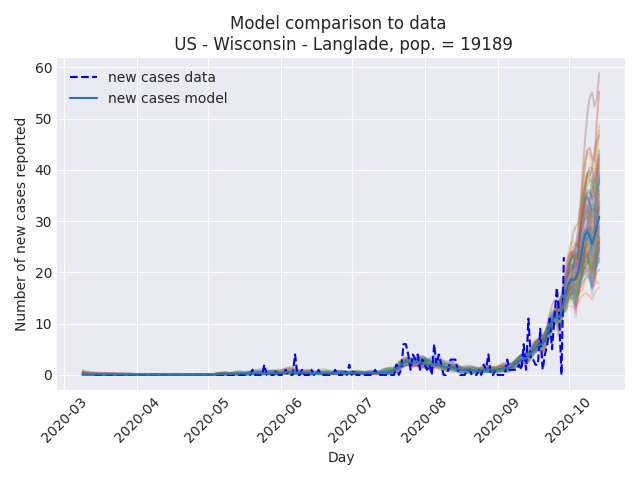 Model comparison to data
US - Wisconsin - Langlade, pop. = 19189
new cases data
new cases model
Number of new cases reported
60
50
40
30
20
10
0
2020-03
2020-04
2020-05
2020-06
2020-07
2020-08
2020-09
2020-10
Day